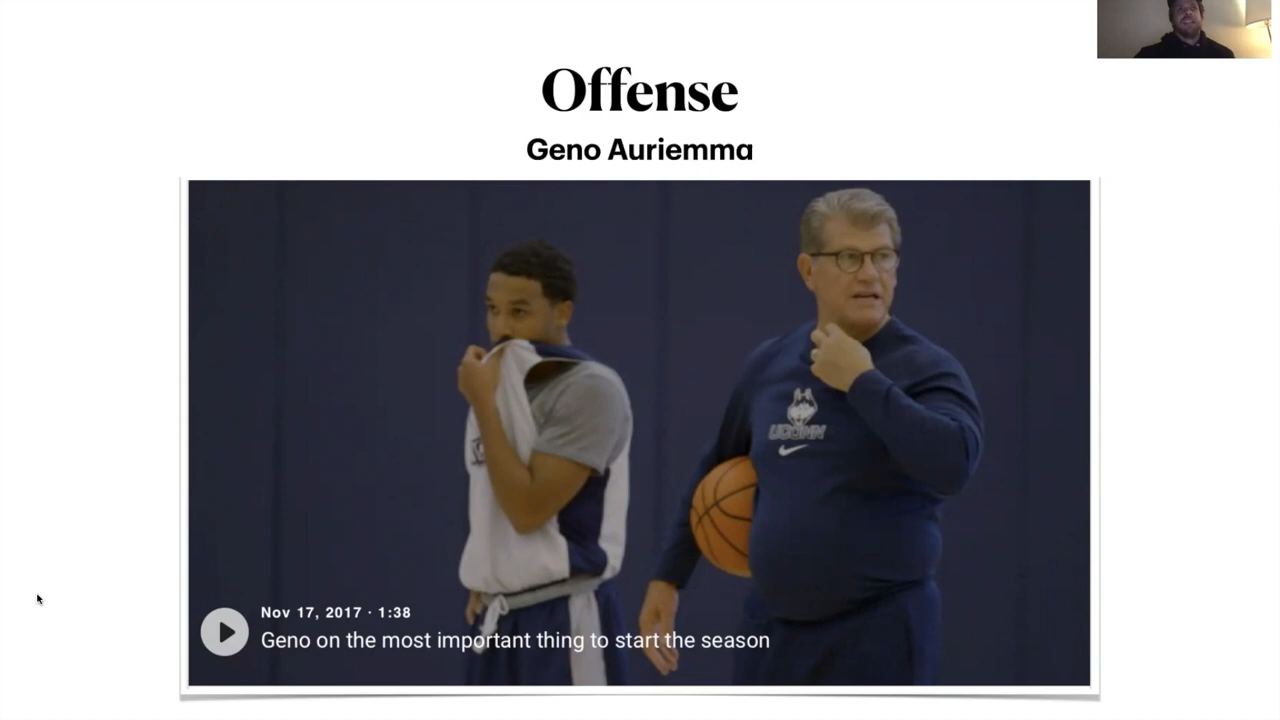 Offense
Geno Auriemma
UCONN
Nov 17, 2017 · 1:38
Geno on the most important thing to start the season